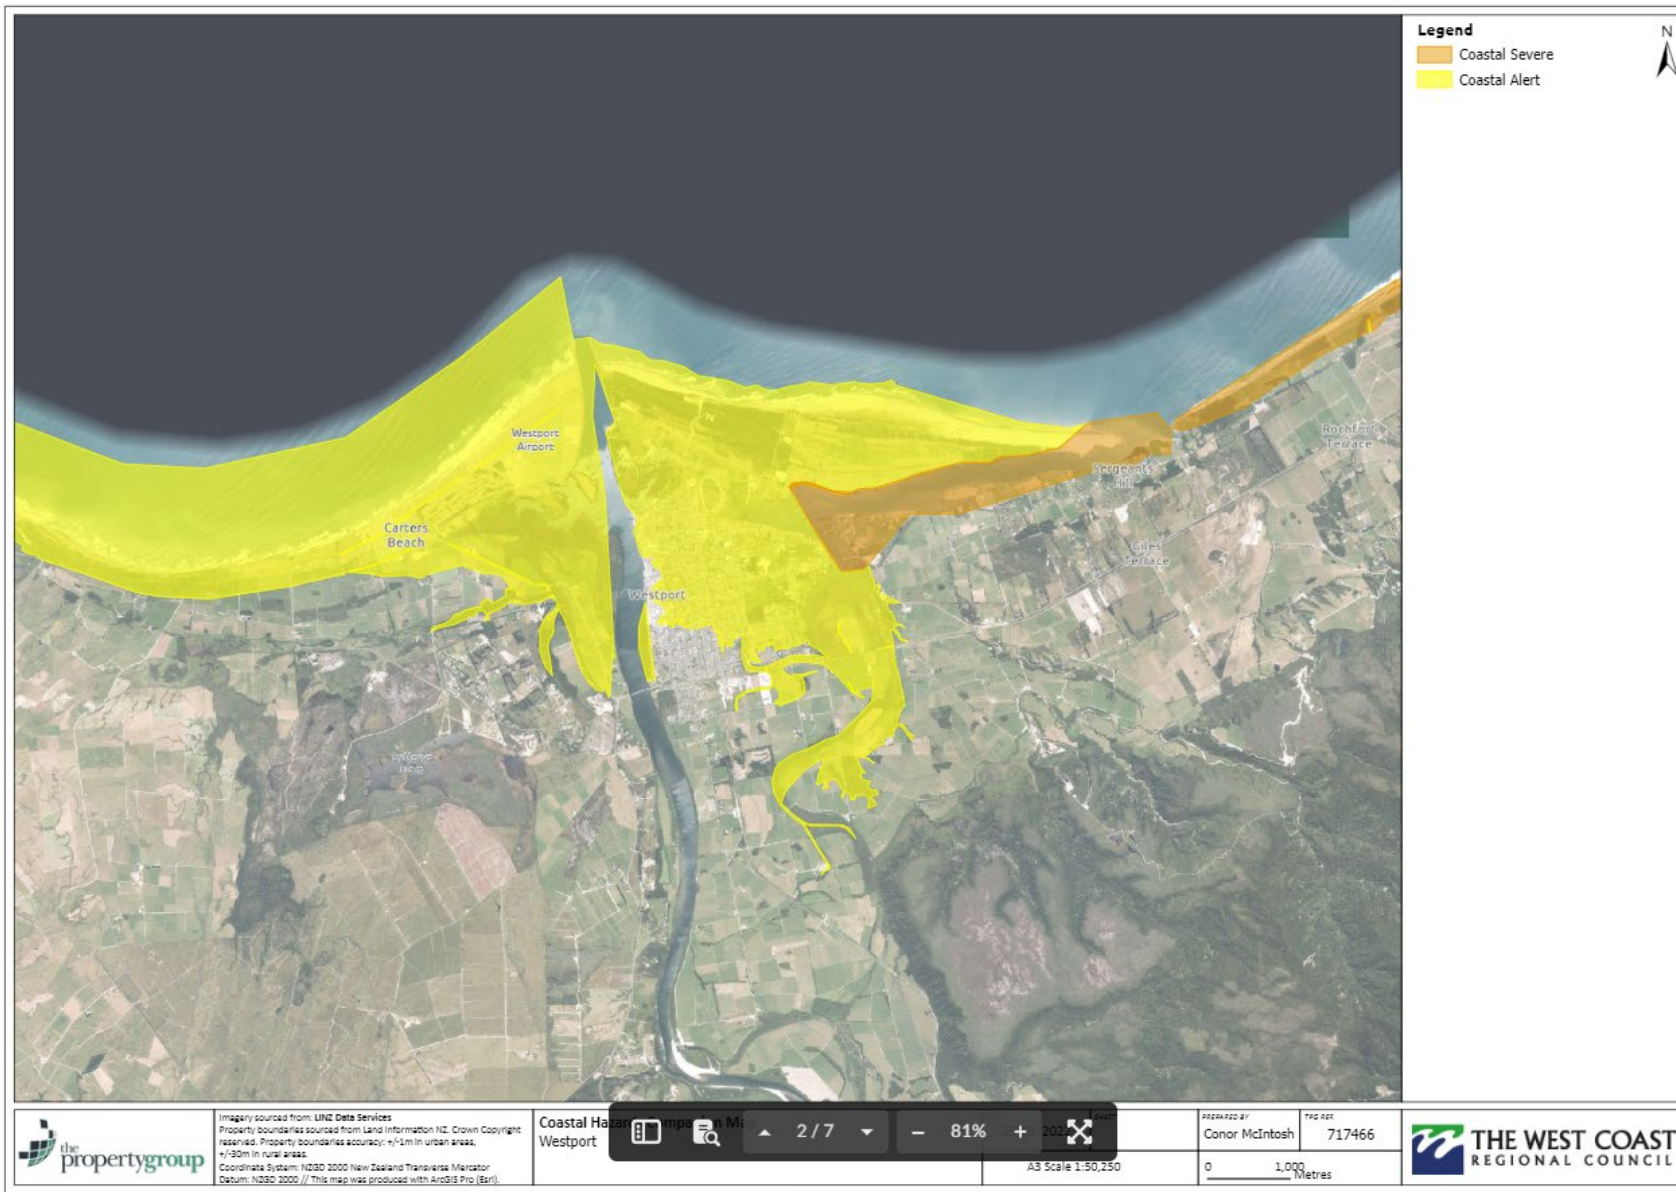 Legend
N
Coastal Severe
Coastal Alert
Westport
Airport
Carters
Beach
Westport
Sergeants
Hill
Giles
Terrace
Rochfort
Terrace
the
propertygroup
Imagery sourced from: LINZ Data Services
Property boundaries sourced from Land Information NZ. Crown Copyright
reserved. Property boundaries accuracy: +/-1m in urban areas,
+/-30m in rural areas.
Coordinate System: NZGD 2000 New Zealand Transverse Mercator
Datum: NZGD 2000 // This map was produced with ArcGIS Pro (Esri).
Coastal
Westport
2 / 7
81%
A3 Scale 1:50,250
PREPARED BY
Conor McIntosh
TPG REF
717466
0 1,000
Metres
THE WEST COAST
REGIONAL COUNCIL